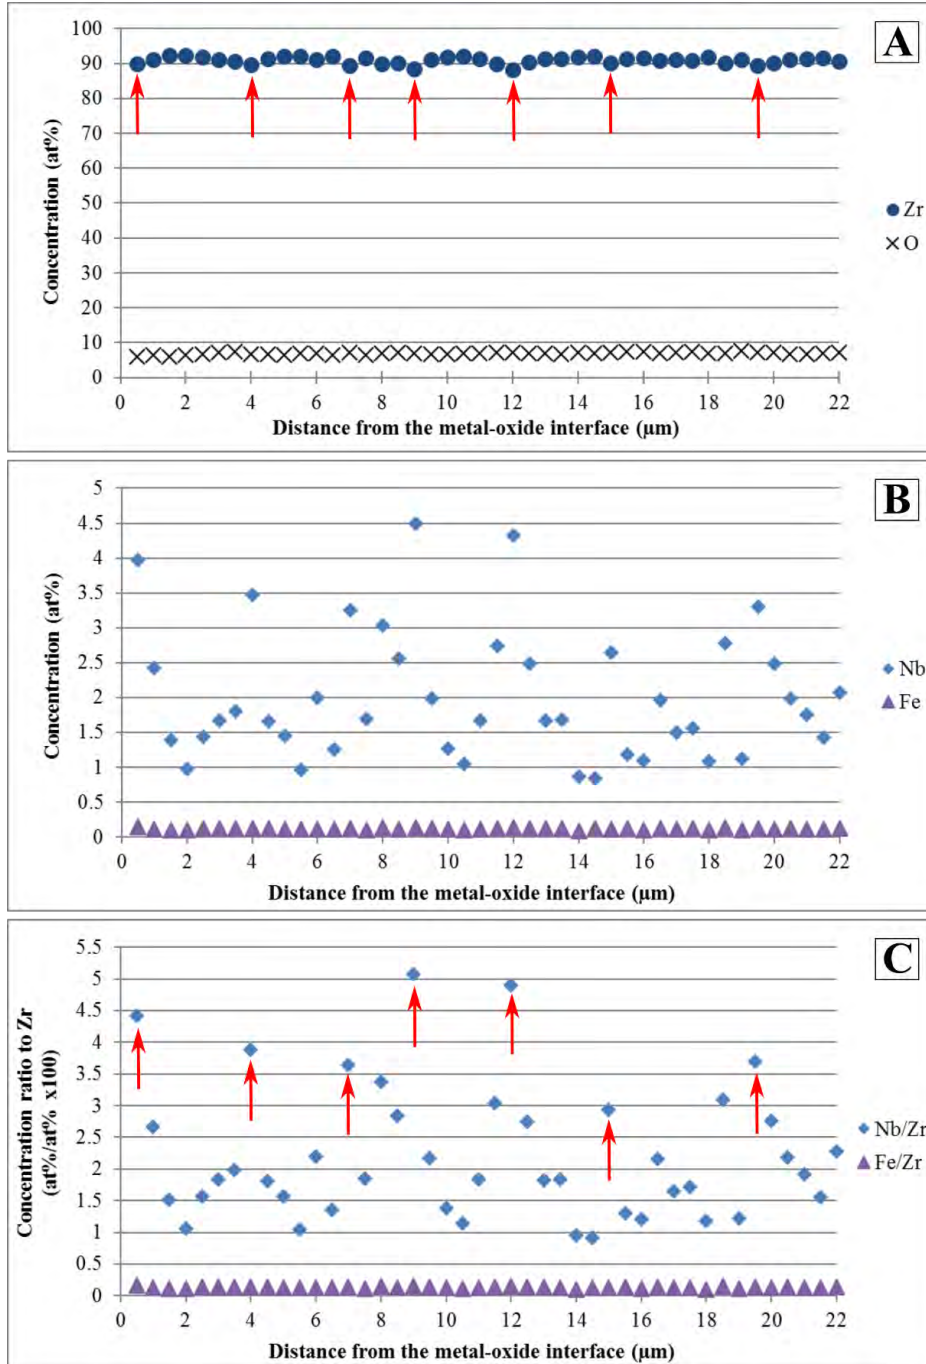 A
100
90
80
70
60
50
40
30
20
10
0
Concentration (at%)
Zr
O
0 2 4 6 8 10 12 14 16 18 20 22
Distance from the metal-oxide interface (µm)
B
5
4.5
4
3.5
3
2.5
2
1.5
1
0.5
0
Concentration (at%)
Nb
Fe
0 2 4 6 8 10 12 14 16 18 20 22
Distance from the metal-oxide interface (µm)
C
5.5
5
4.5
4
3.5
3
2.5
2
1.5
1
0.5
0
Concentration ratio to Zr
(at%/at% x100)
Nb/Zr
Fe/Zr
0 2 4 6 8 10 12 14 16 18 20 22
Distance from the metal-oxide interface (µm)